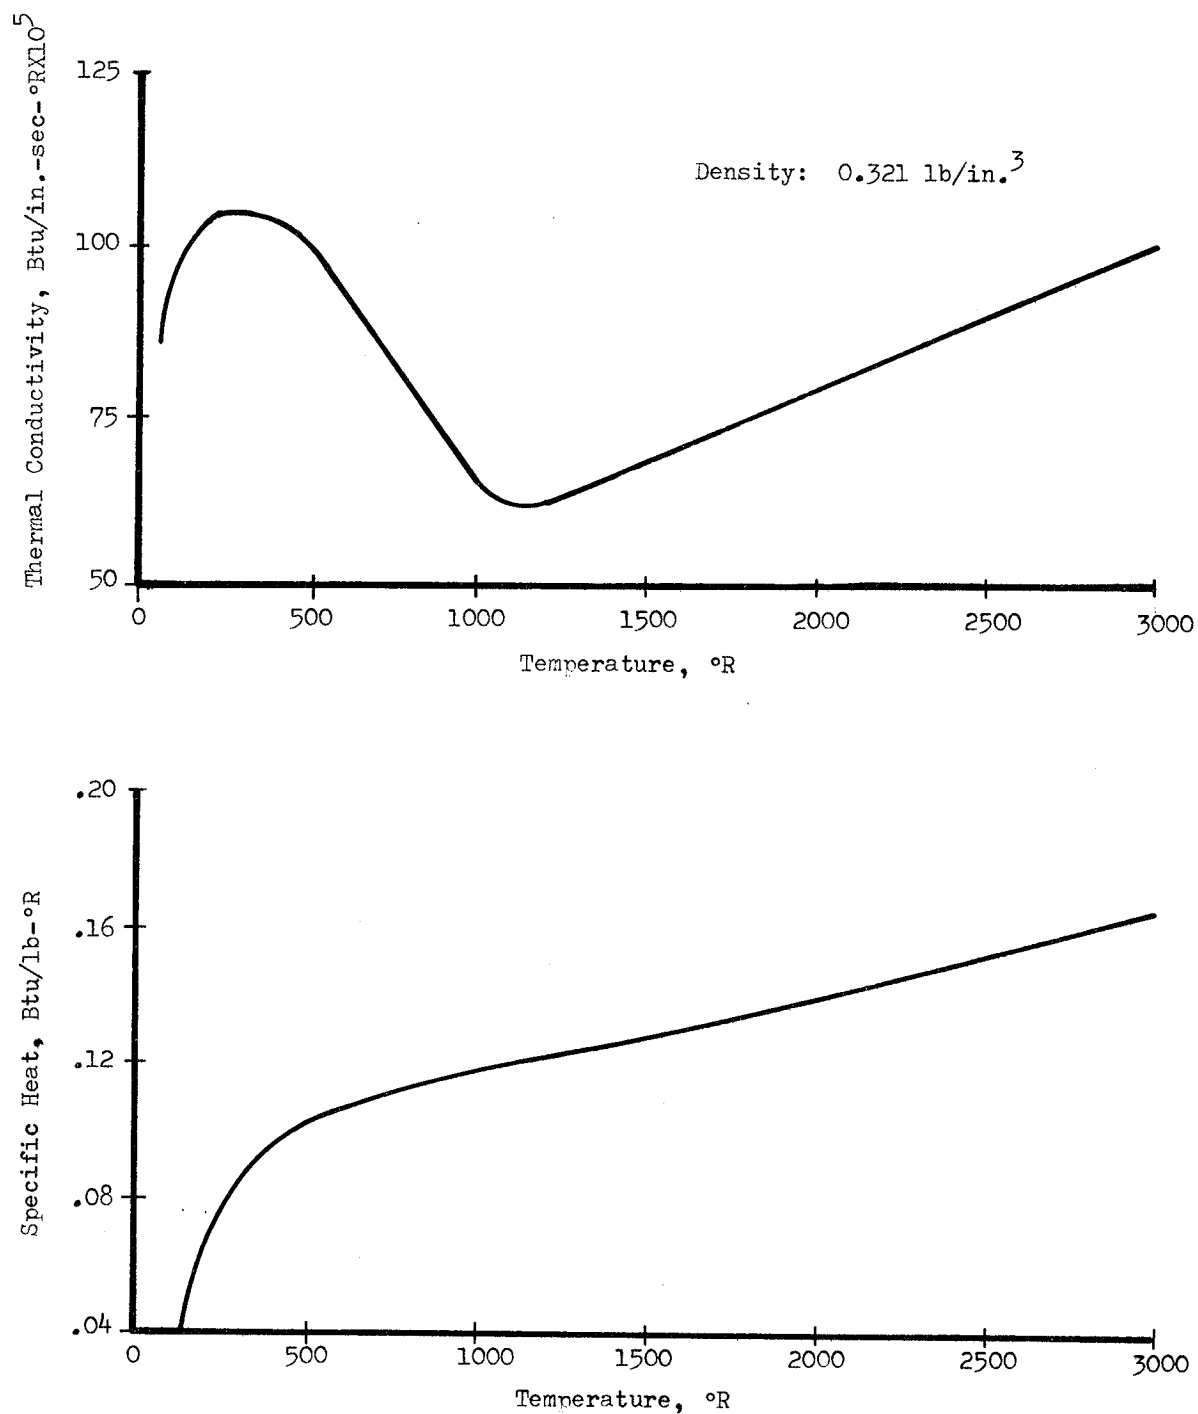 Thermal Conductivity, Btu/in.-sec-°RX10⁵
125
100
75
50
Density: 0.321 lb/in.³
0 500 1000 1500 2000 2500 3000
Temperature, °R
Specific Heat, Btu/lb-°R
.20
.16
.12
.08
.04
0 500 1000 1500 2000 2500 3000
Temperature, °R